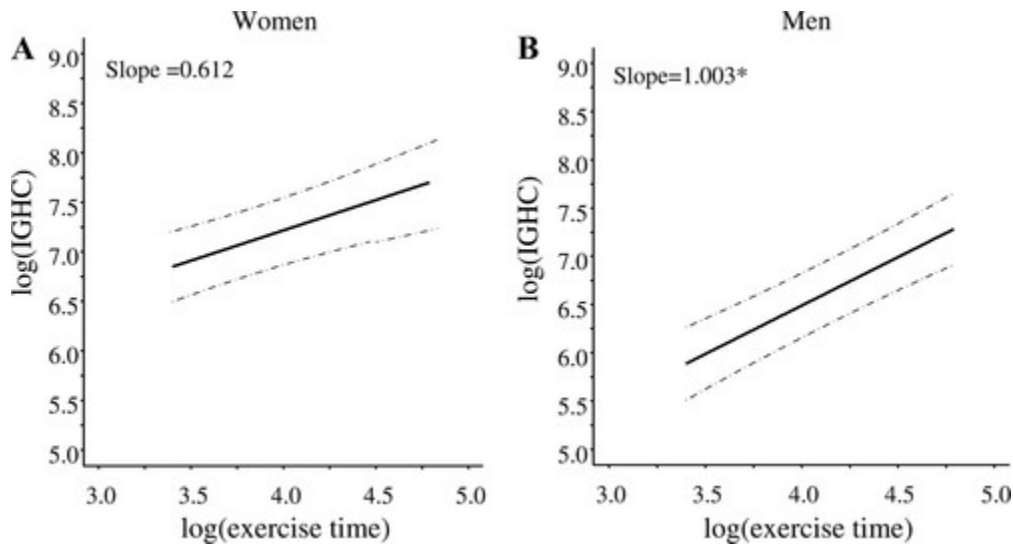 Women
A
Slope =0.612
9.0
8.5
8.0
7.5
7.0
6.5
6.0
5.5
5.0
log(IGHC)
3.0 3.5 4.0 4.5 5.0
log(exercise time)
Men
B
Slope=1.003*
9.0
8.5
8.0
7.5
7.0
6.5
6.0
5.5
5.0
log(IGHC)
3.0 3.5 4.0 4.5 5.0
log(exercise time)